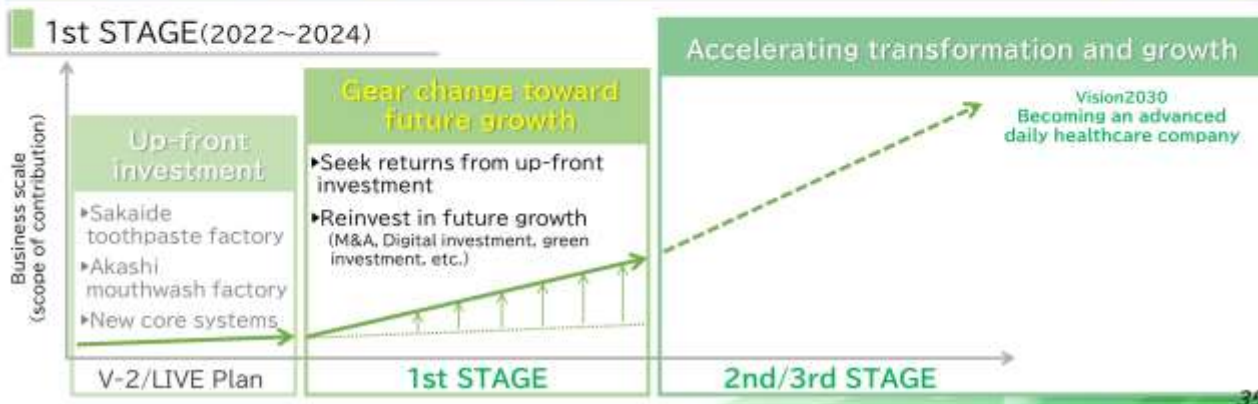 1st STAGE(2022~2024)
Accelerating transformation and growth
Gear change toward
future growth
Vision2030
Becoming an advanced
daily healthcare company
Business scale
(scope of contribution)
Up-front
investment
▸Sakaide
toothpaste factory
▸Akashi
mouthwash factory
▸New core systems
▸Seek returns from up-front
investment
▸Reinvest in future growth
(M&A, Digital investment, green
investment, etc.)
V-2/LIVE Plan
1st STAGE
2nd/3rd STAGE